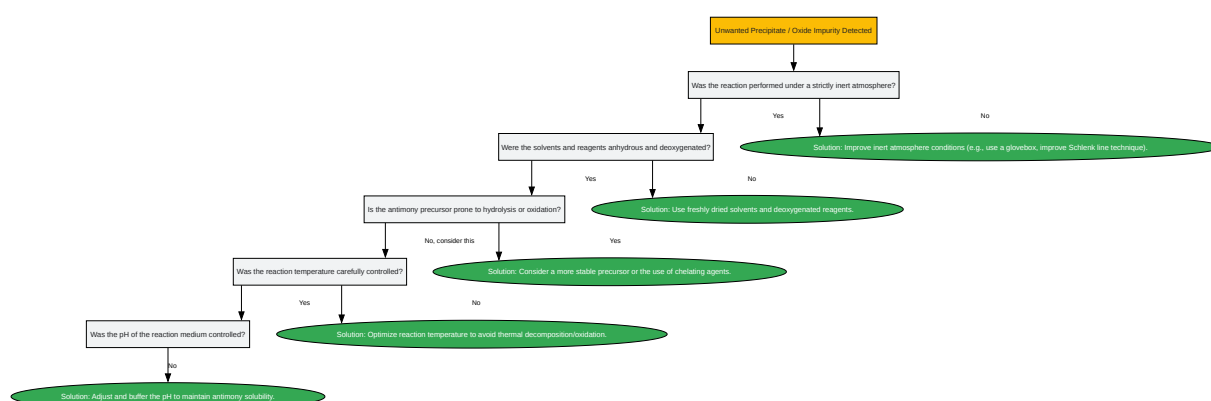 Unwanted Precipitate / Oxide Impurity Detected
Was the reaction performed under a strictly inert atmosphere?
Yes
No
Were the solvents and reagents anhydrous and deoxygenated?
Solution: Improve inert atmosphere conditions (e.g., use a glovebox, improve Schlenk line technique).
Yes
No
Is the antimony precursor prone to hydrolysis or oxidation?
Solution: Use freshly dried solvents and deoxygenated reagents.
No, consider this
Yes
Was the reaction temperature carefully controlled?
Solution: Consider a more stable precursor or the use of chelating agents.
Yes
No
Was the pH of the reaction medium controlled?
Solution: Optimize reaction temperature to avoid thermal decomposition/oxidation.
No
Solution: Adjust and buffer the pH to maintain antimony solubility.